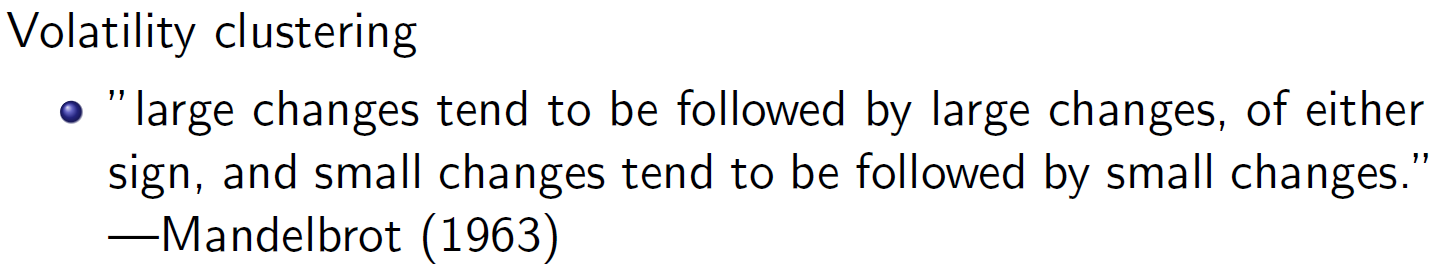 Volatility clustering
”large changes tend to be followed by large changes, of either
sign, and small changes tend to be followed by small changes.”
—Mandelbrot (1963)